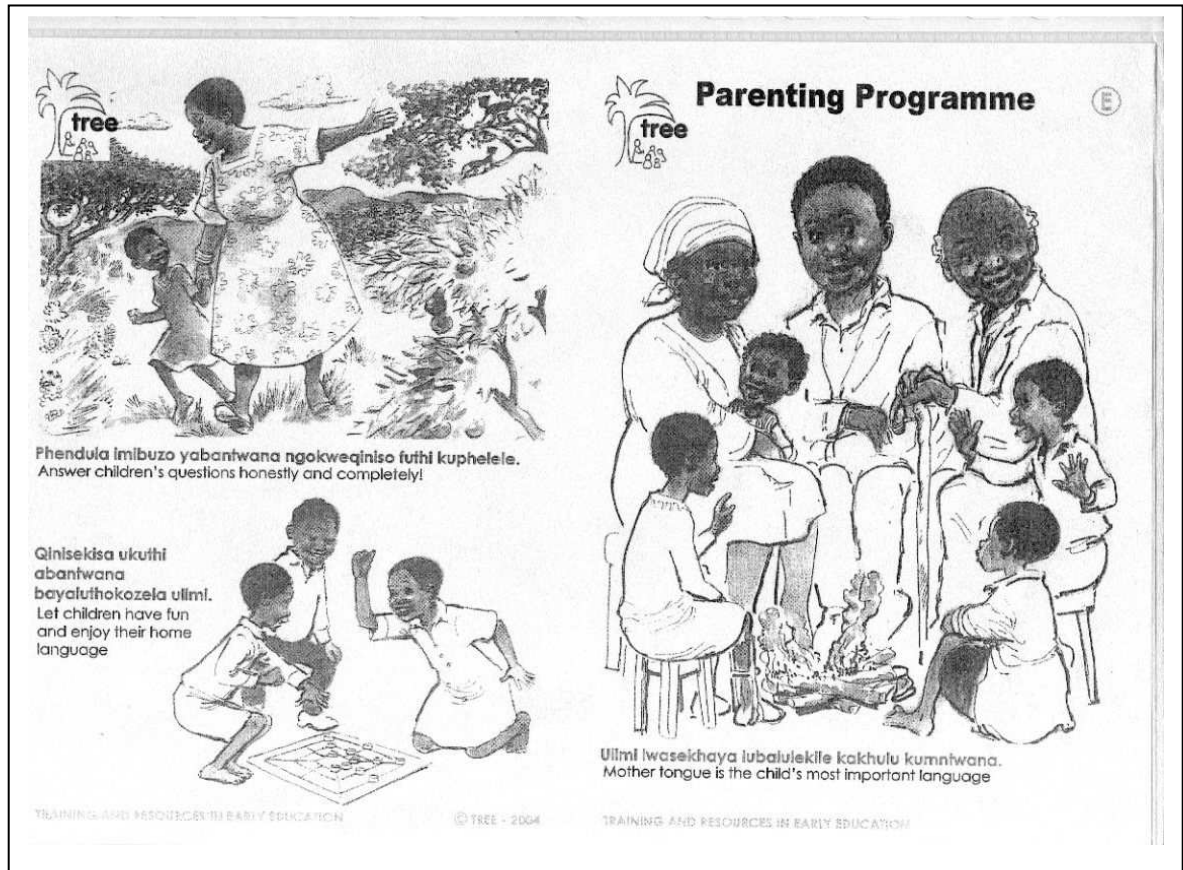 tree
Phendula imibuzo yabantwana ngokweqiniso futhi kuphelele.
Answer children's questions honestly and completely!
Qinisekisa ukuthi
abantwana
bayaluthokozela ulimi.
Let children have fun
and enjoy their home
language
TRAINING AND RESOURCES IN EARLY EDUCATION
© TREE - 2004
Parenting Programme
E
tree
Ulimi lwasekhaya lubalulekile kakhulu kumntwana.
Mother tongue is the child's most important language
TRAINING AND RESOURCES IN EARLY EDUCATION